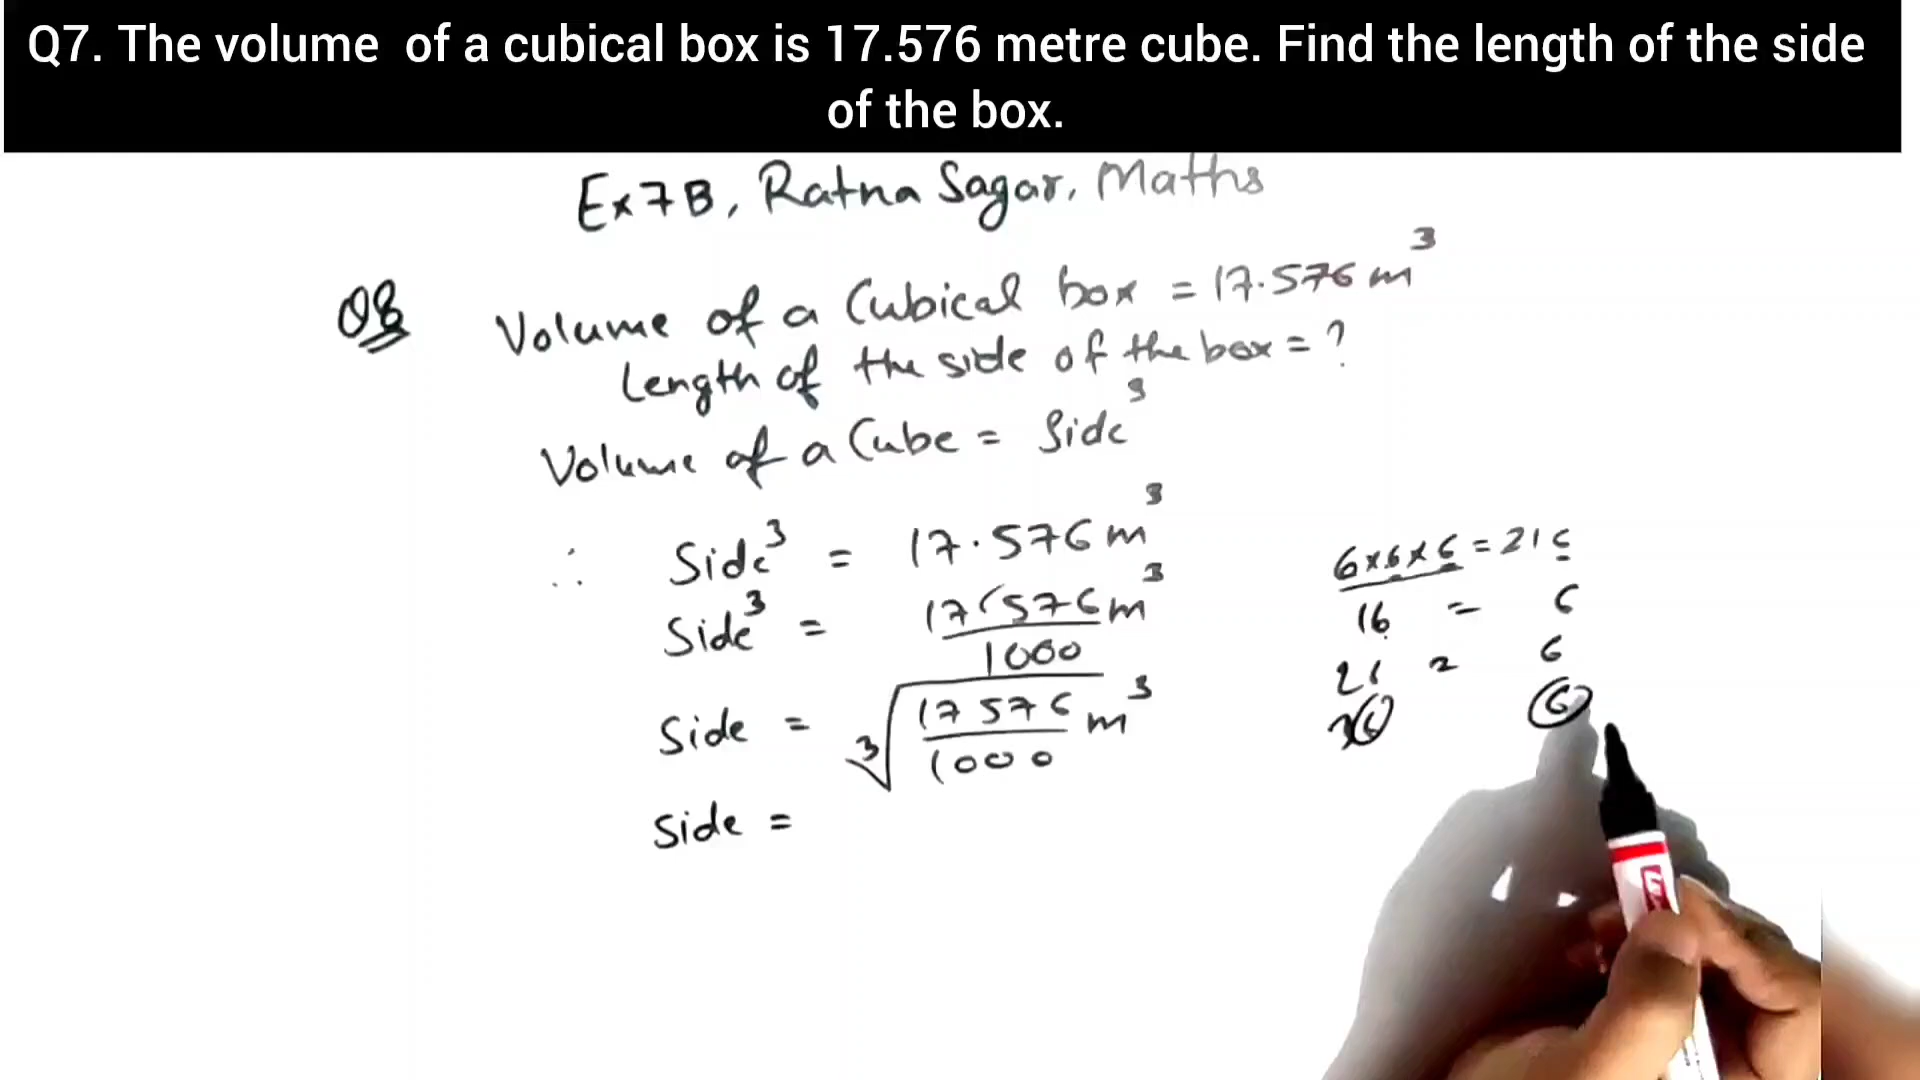 Q7. The volume of a cubical box is 17.576 metre cube. Find the length of the side
of the box.
Ex7B, Ratna Sagar, Maths
Q8 Volume of a Cubical box = 17.576 m³
Length of the side of the box = ?
Volume of a Cube = Side³
∴ Side³ = 17.576 m³
Side³ = 17576/1000 m³
Side = ∛17576/1000 m³
Side =
6×6×6 = 216
16 = 6
26 = 6
36 6